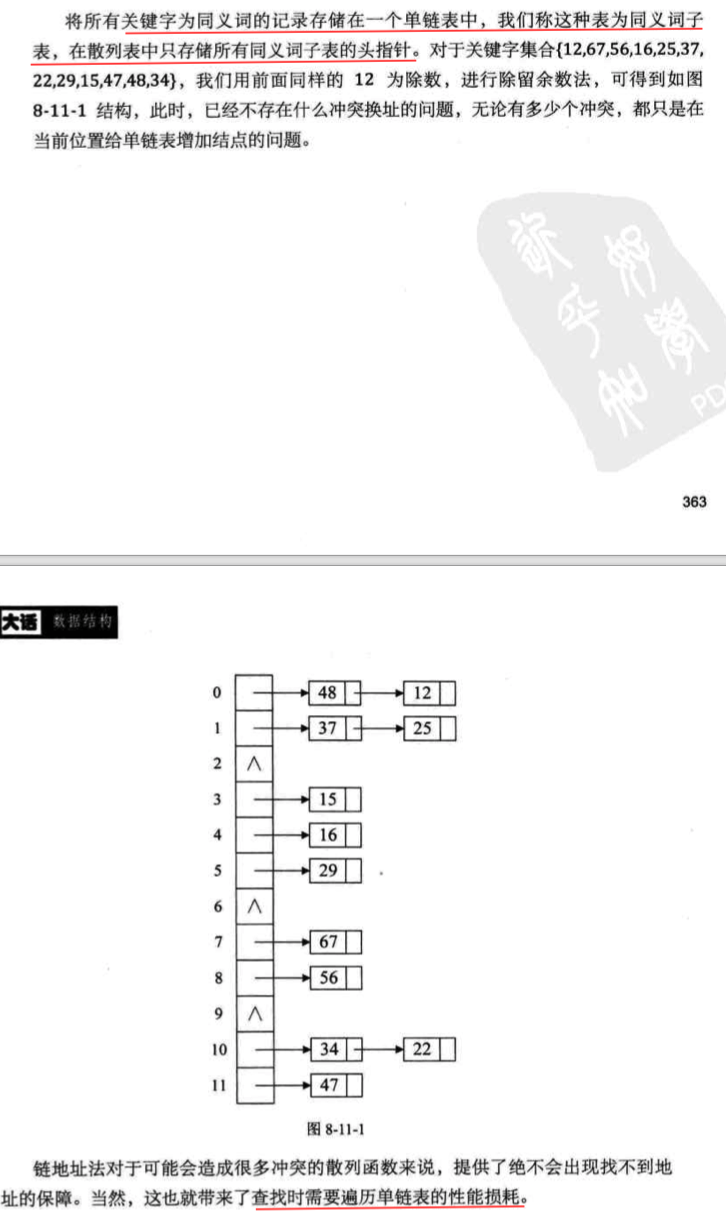 将所有关键字为同义词的记录存储在一个单链表中，我们称这种表为同义词子
表，在散列表中只存储所有同义词子表的头指针。对于关键字集合{12,67,56,16,25,37,
22,29,15,47,48,34}，我们用前面同样的 12 为除数，进行除留余数法，可得到如图
8-11-1 结构，此时，已经不存在什么冲突换址的问题，无论有多少个冲突，都只是在
当前位置给单链表增加结点的问题。
PD
363
大话 数据结构
0 48 12
1 37 25
2 ∧
3 15
4 16
5 29
6 ∧
7 67
8 56
9 ∧
10 34 22
11 47
图 8-11-1
链地址法对于可能会造成很多冲突的散列函数来说，提供了绝不会出现找不到地
址的保障。当然，这也就带来了查找时需要遍历单链表的性能损耗。